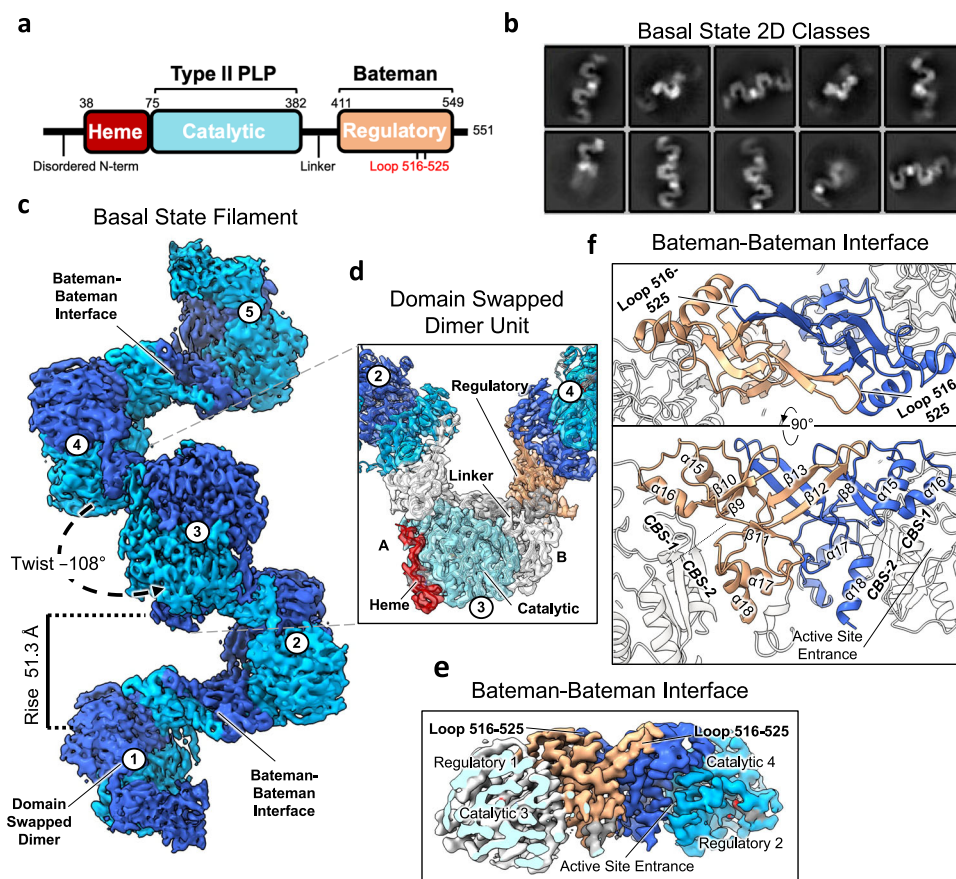 a
Type II PLP
Bateman
38
75
382
411
549
Heme
Catalytic
Regulatory
551
Disordered N-term
Linker
Loop 516-525
b
Basal State 2D Classes
c
Basal State Filament
Bateman-
Bateman
Interface
5
4
3
Twist –108°
2
Rise 51.3 Å
1
Domain
Swapped
Dimer
Bateman-
Bateman
Interface
d
Domain Swapped
Dimer Unit
2
Regulatory
4
Linker
A
B
Heme
3
Catalytic
f
Bateman-Bateman Interface
Loop 516-
525
Loop 516-
525
90°
α15
α16
β10
β9
β13
β12
β8
α15
α16
β11
CBS-1
CBS-2
α17
α18
α17
α18
CBS-2
CBS-1
Active Site
Entrance
e
Bateman-Bateman Interface
Loop 516-525
Loop 516-525
Regulatory 1
Catalytic 4
Catalytic 3
Active Site Entrance
Regulatory 2